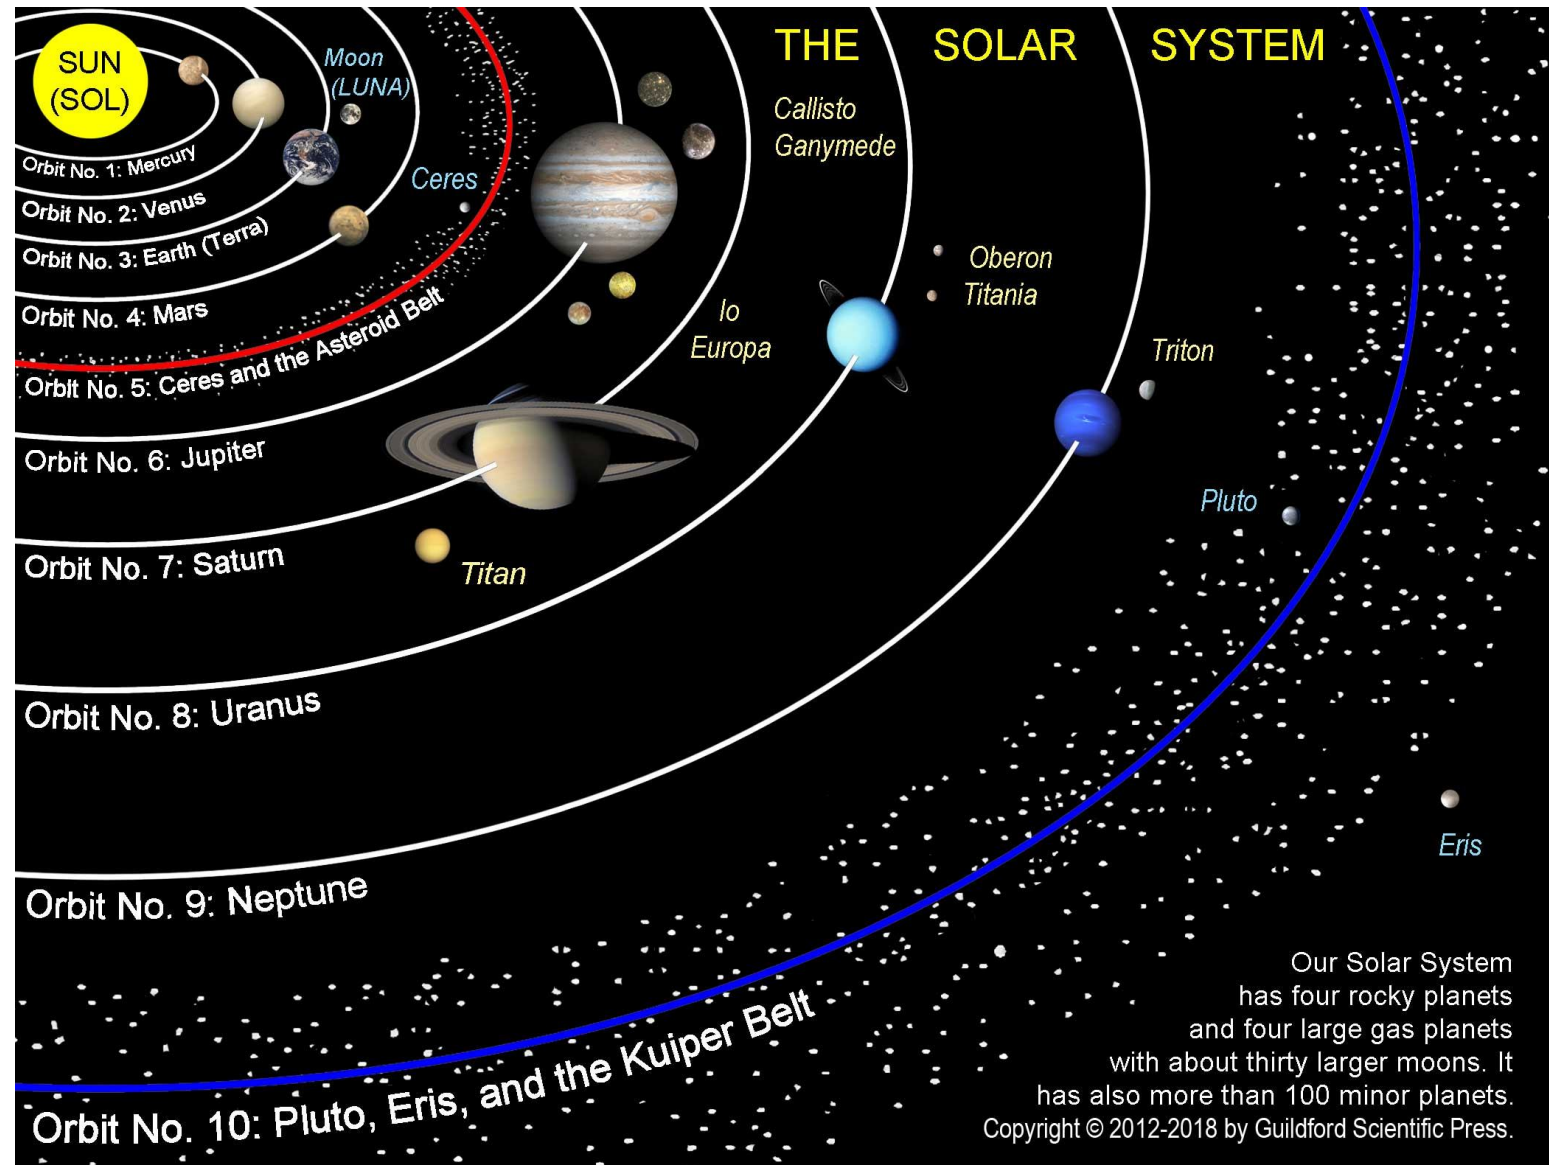 THE SOLAR SYSTEM
SUN
(SOL)
Moon
(LUNA)
Callisto
Ganymede
Orbit No. 1: Mercury
Ceres
Orbit No. 2: Venus
Orbit No. 3: Earth (Terra)
Oberon
Titania
Orbit No. 4: Mars
Io
Europa
Triton
Orbit No. 5: Ceres and the Asteroid Belt
Orbit No. 6: Jupiter
Pluto
Orbit No. 7: Saturn
Titan
Orbit No. 8: Uranus
Eris
Orbit No. 9: Neptune
Orbit No. 10: Pluto, Eris, and the Kuiper Belt
Our Solar System
has four rocky planets
and four large gas planets
with about thirty larger moons. It
has also more than 100 minor planets.
Copyright © 2012-2018 by Guildford Scientific Press.